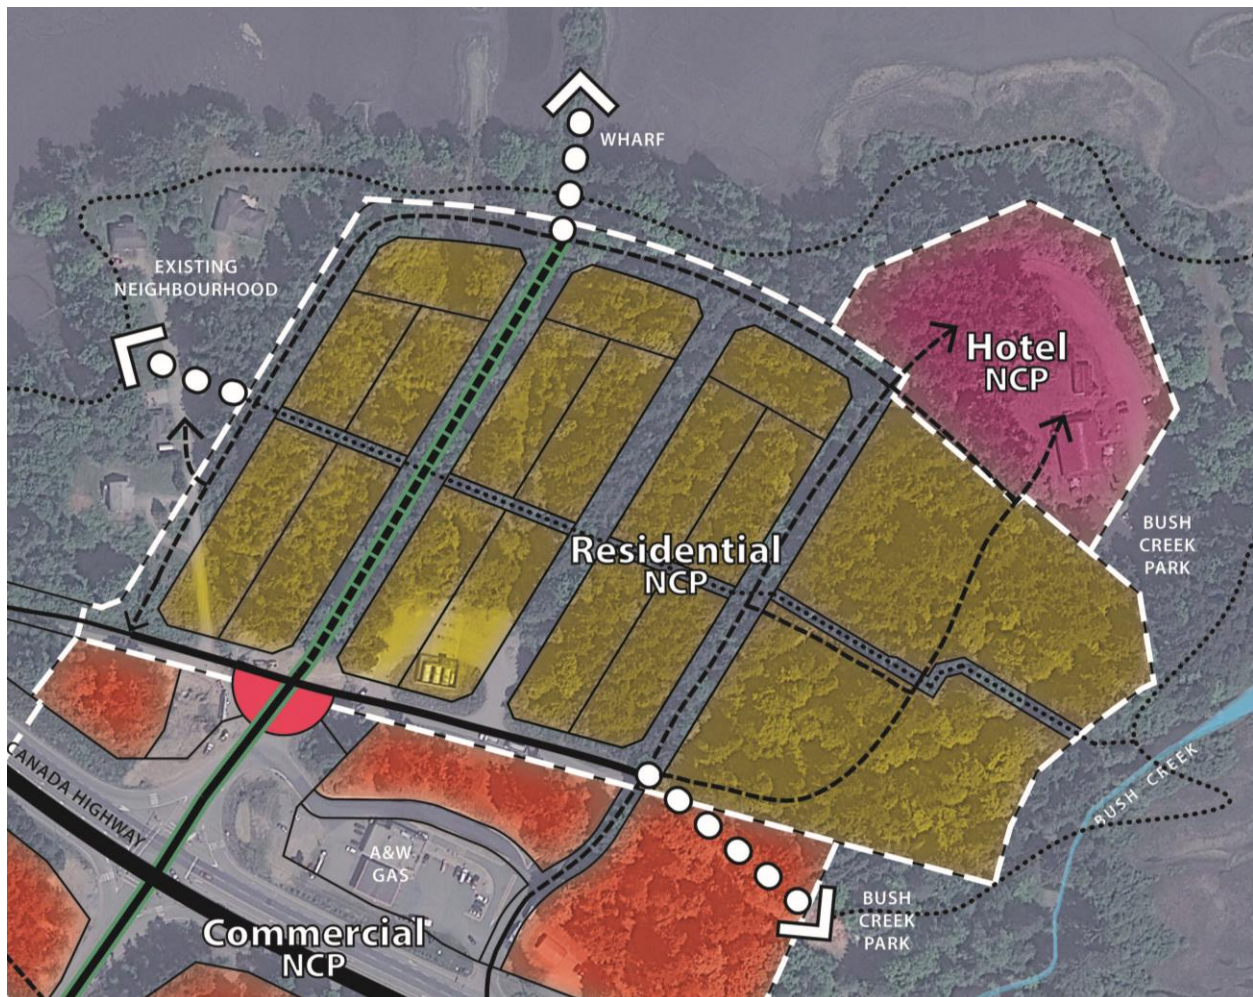 WHARF
EXISTING
NEIGHBOURHOOD
Hotel
NCP
BUSH
CREEK
PARK
Residential
NCP
BUSH CREEK
CANADA HIGHWAY
A&W
GAS
BUSH
CREEK
PARK
Commercial
NCP